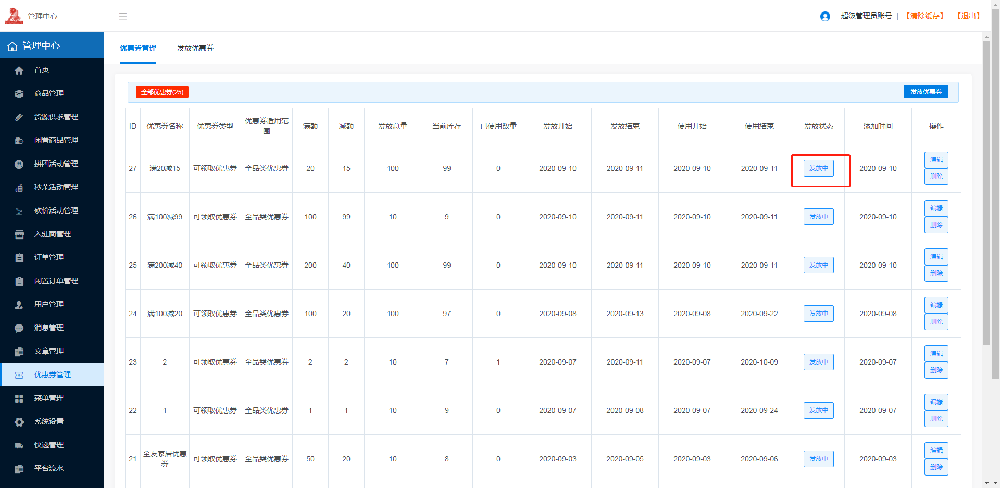 管理中心
超级管理员账号 | 【清除缓存】 【退出】
管理中心
首页
商品管理
货源供求管理
闲置商品管理
拼团活动管理
秒杀活动管理
砍价活动管理
入驻商管理
订单管理
闲置订单管理
用户管理
消息管理
文章管理
优惠券管理
菜单管理
系统设置
快递管理
平台流水
优惠券管理 发放优惠券
全部优惠券(25) 发放优惠券
ID 优惠券名称 优惠券类型 优惠券适用范围 满额 减额 发放总量 当前库存 已使用数量 发放开始 发放结束 使用开始 使用结束 发放状态 添加时间 操作
27 满20减15 可领取优惠券 全品类优惠券 20 15 100 99 0 2020-09-10 2020-09-11 2020-09-10 2020-09-11 发放中 2020-09-10 编辑 删除
26 满100减99 可领取优惠券 全品类优惠券 100 99 10 9 0 2020-09-10 2020-09-11 2020-09-10 2020-09-11 发放中 2020-09-10 编辑 删除
25 满200减40 可领取优惠券 全品类优惠券 200 40 100 99 0 2020-09-10 2020-09-11 2020-09-10 2020-09-11 发放中 2020-09-10 编辑 删除
24 满100减20 可领取优惠券 全品类优惠券 100 20 100 97 0 2020-09-08 2020-09-13 2020-09-08 2020-09-22 发放中 2020-09-08 编辑 删除
23 2 可领取优惠券 全品类优惠券 2 2 10 7 1 2020-09-07 2020-09-11 2020-09-07 2020-10-09 发放中 2020-09-07 编辑 删除
22 1 可领取优惠券 全品类优惠券 1 1 10 9 0 2020-09-07 2020-09-08 2020-09-07 2020-09-24 发放中 2020-09-07 编辑 删除
21 全友家居优惠券 可领取优惠券 全品类优惠券 50 20 10 8 0 2020-09-03 2020-09-05 2020-09-03 2020-09-06 发放中 2020-09-03 编辑 删除